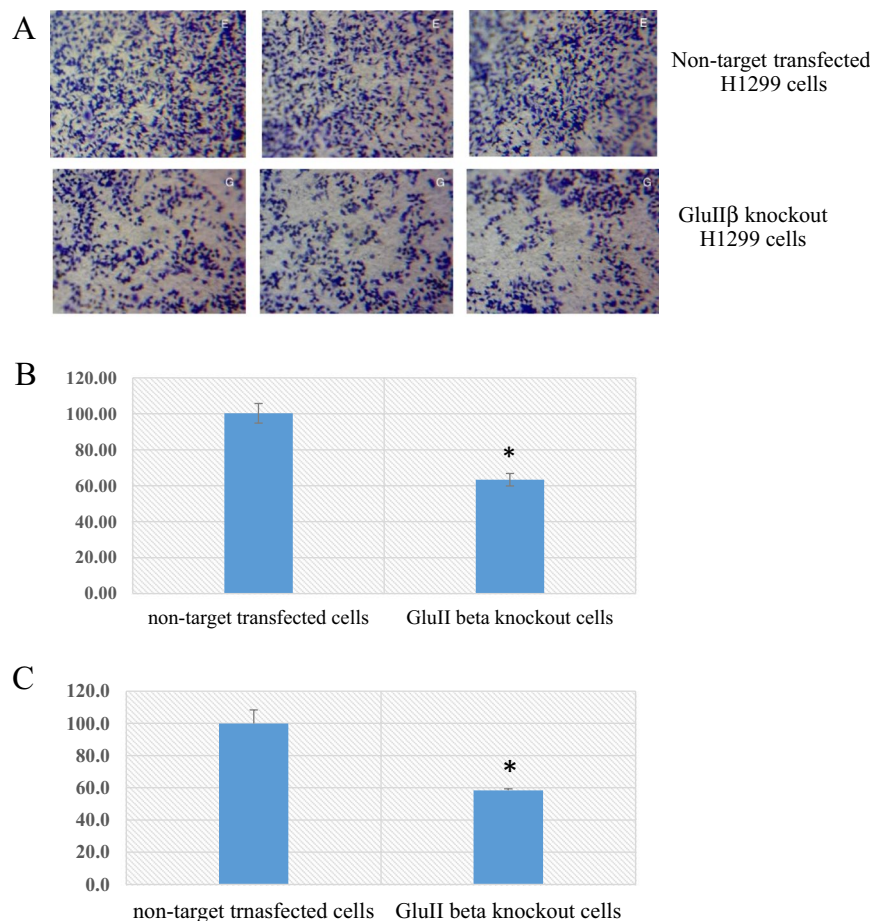 A
E
E
E
Non-target transfected
H1299 cells
G
G
G
GluIIβ knockout
H1299 cells
B
120.00
100.00
80.00
60.00
40.00
20.00
0.00
*
non-target transfected cells
GluII beta knockout cells
C
120.0
100.0
80.0
60.0
40.0
20.0
0.0
*
non-target trnasfected cells
GluII beta knockout cells